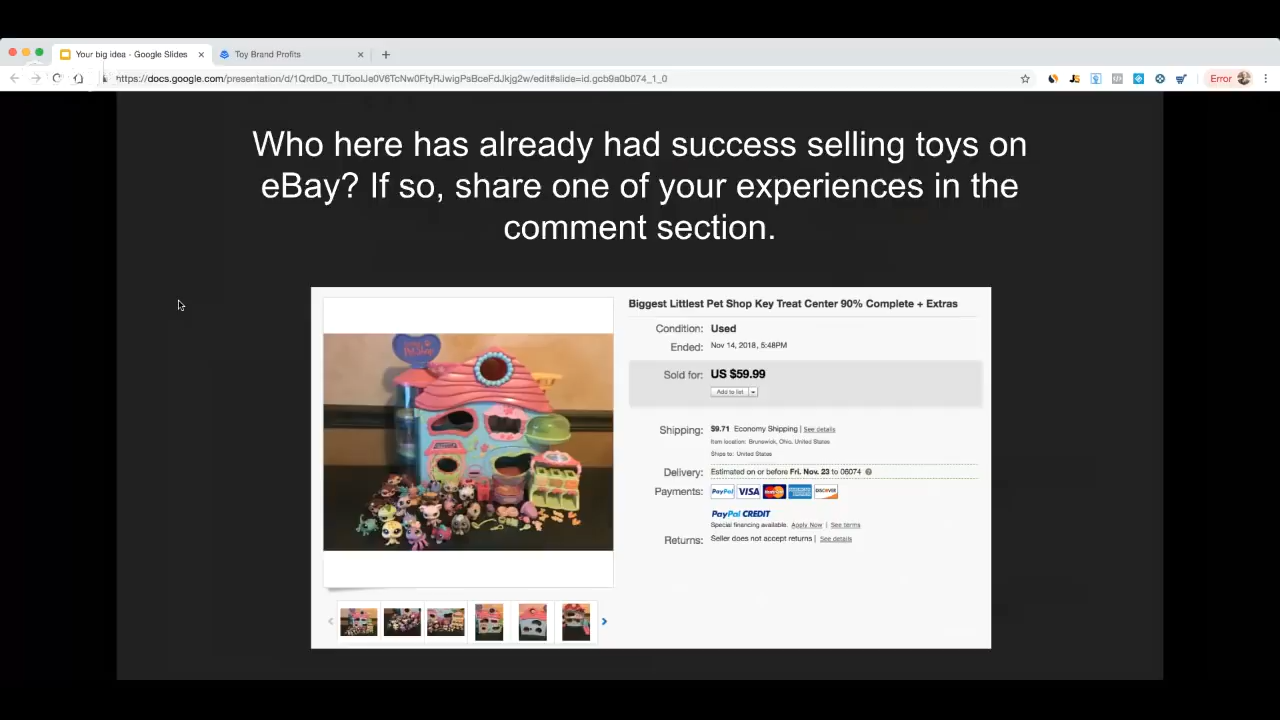 Your big idea - Google Slides
Toy Brand Profits
https://docs.google.com/presentation/d/1QrdDo_TUToolJe0V6TcNw0FtyRJwigPsBceFdJkjg2w/edit#slide=id.gcb9a0b074_1_0
Error
Who here has already had success selling toys on
eBay? If so, share one of your experiences in the
comment section.
Biggest Littlest Pet Shop Key Treat Center 90% Complete + Extras
Condition: Used
Ended: Nov 14, 2018, 5:48PM
Sold for: US $59.99
Add to list
Shipping: $9.71 Economy Shipping | See details
Item location: Brunswick, Ohio, United States
Ships to: United States
Delivery: Estimated on or before Fri. Nov. 23 to 06074
Payments: PayPal VISA MasterCard DISCOVER
PayPal CREDIT
Special financing available. Apply Now | See terms
Returns: Seller does not accept returns | See details